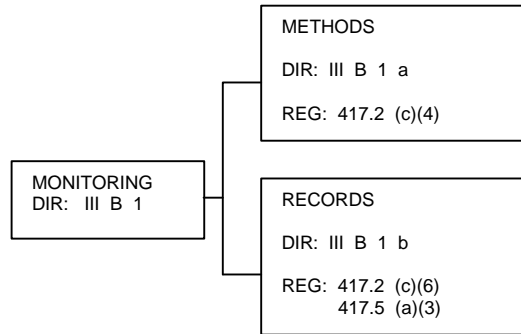 METHODS
DIR: III B 1 a
REG: 417.2 (c)(4)
MONITORING
DIR: III B 1
RECORDS
DIR: III B 1 b
REG: 417.2 (c)(6)
417.5 (a)(3)